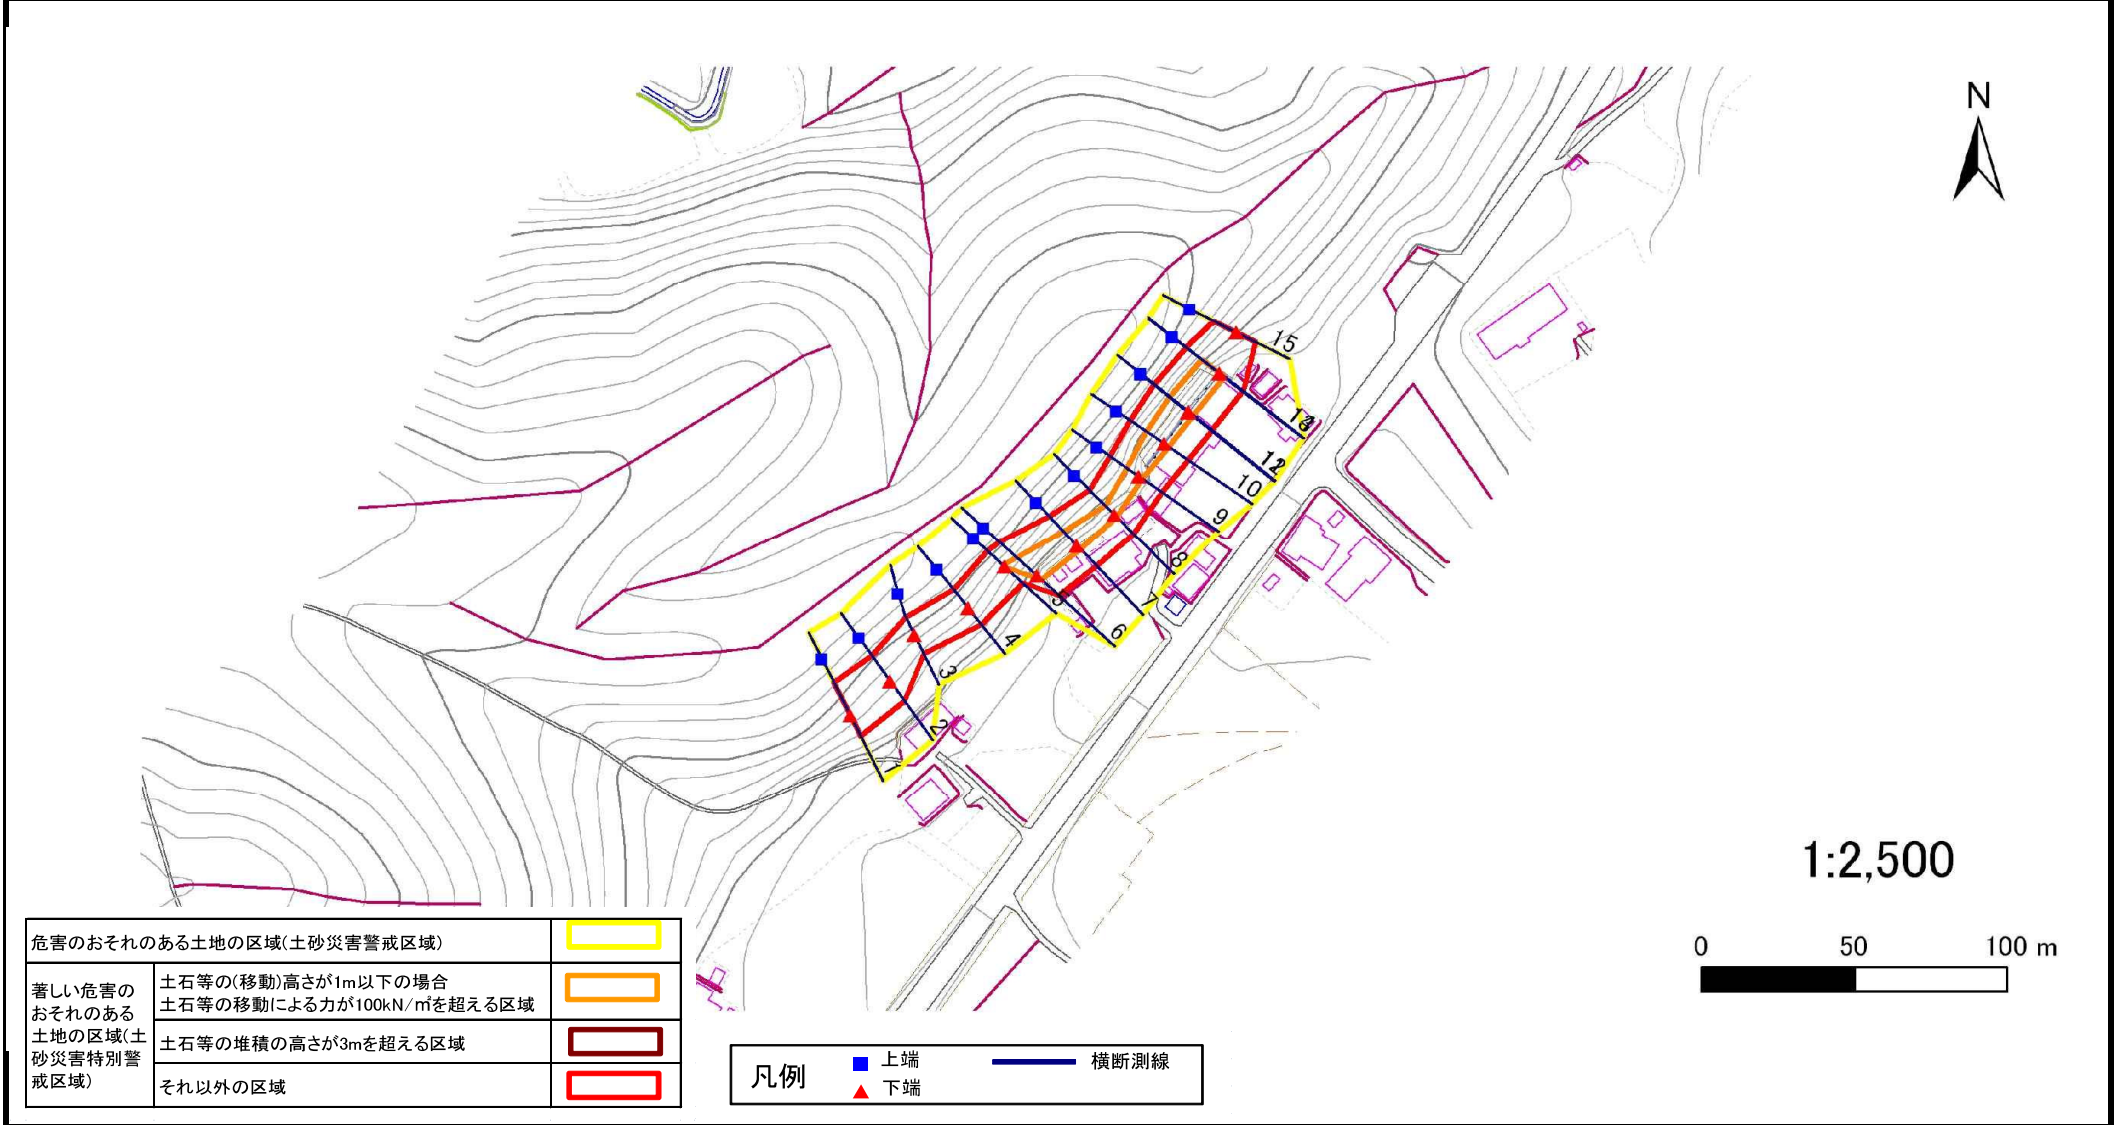 N
15
14
12
10
9
8
7
6
5
4
3
2
1
1:2,500
0 50 100 m
危害のおそれのある土地の区域(土砂災害警戒区域)
著しい危害の
おそれのある
土地の区域(土
砂災害特別警
戒区域)
土石等の(移動)高さが1m以下の場合
土石等の移動による力が100kN/㎡を超える区域
土石等の堆積の高さが3mを超える区域
それ以外の区域
凡例
上端
下端
横断測線